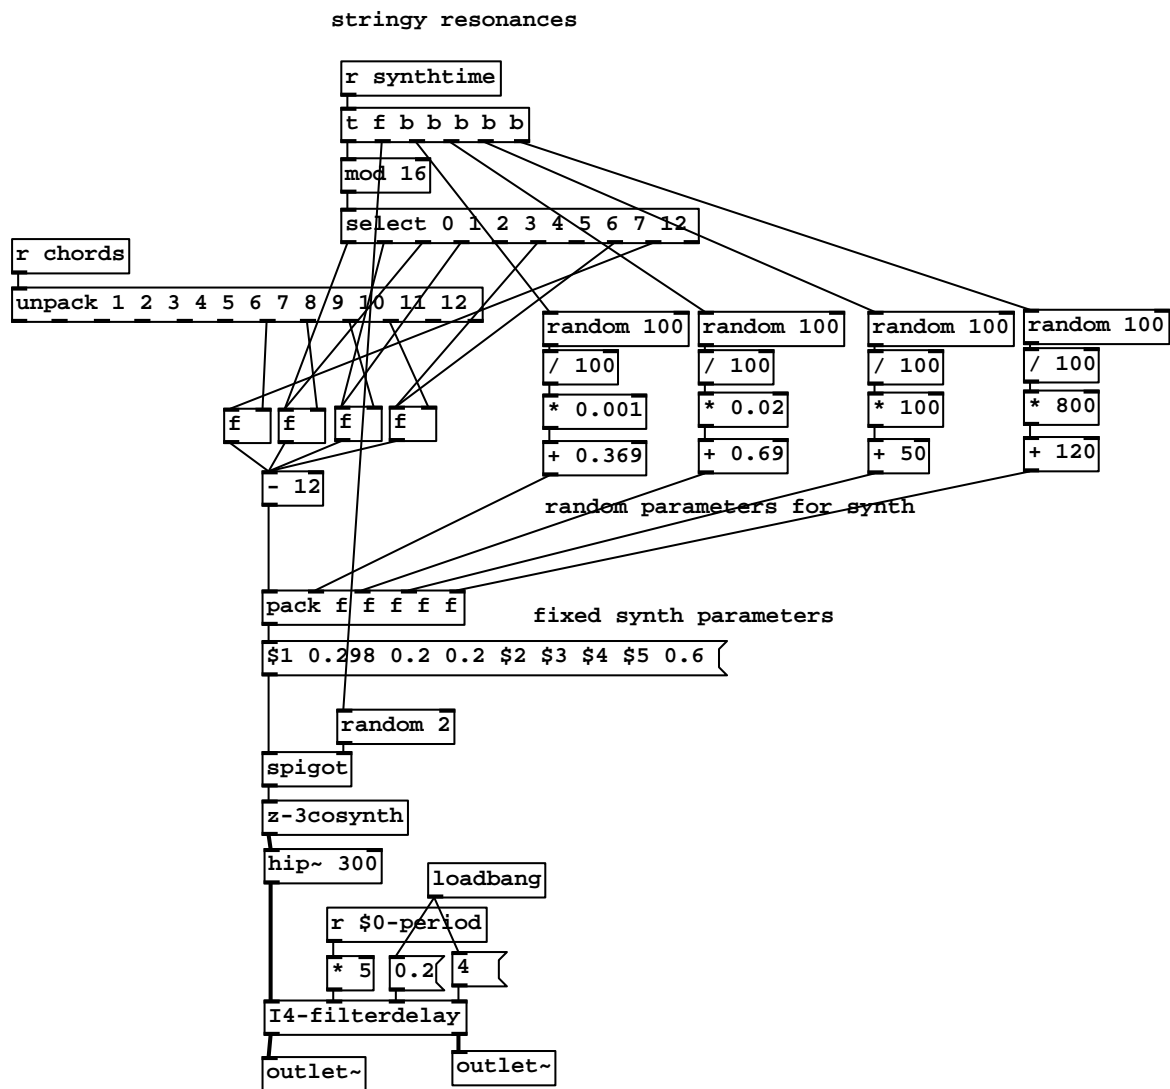 stringy resonances
r synthtime
t f b b b b b
mod 16
select 0 1 2 3 4 5 6 7 12
r chords
unpack 1 2 3 4 5 6 7 8 9 10 11 12
random 100 random 100 random 100 random 100
/ 100 / 100 / 100 / 100
* 0.001 * 0.02 * 100 * 800
f f f f
+ 0.369 + 0.69 + 50 + 120
- 12
random parameters for synth
pack f f f f f
fixed synth parameters
$1 0.298 0.2 0.2 $2 $3 $4 $5 0.6
random 2
spigot
z-3cosynth
hip~ 300
loadbang
r $0-period
* 5 0.2 4
I4-filterdelay
outlet~ outlet~